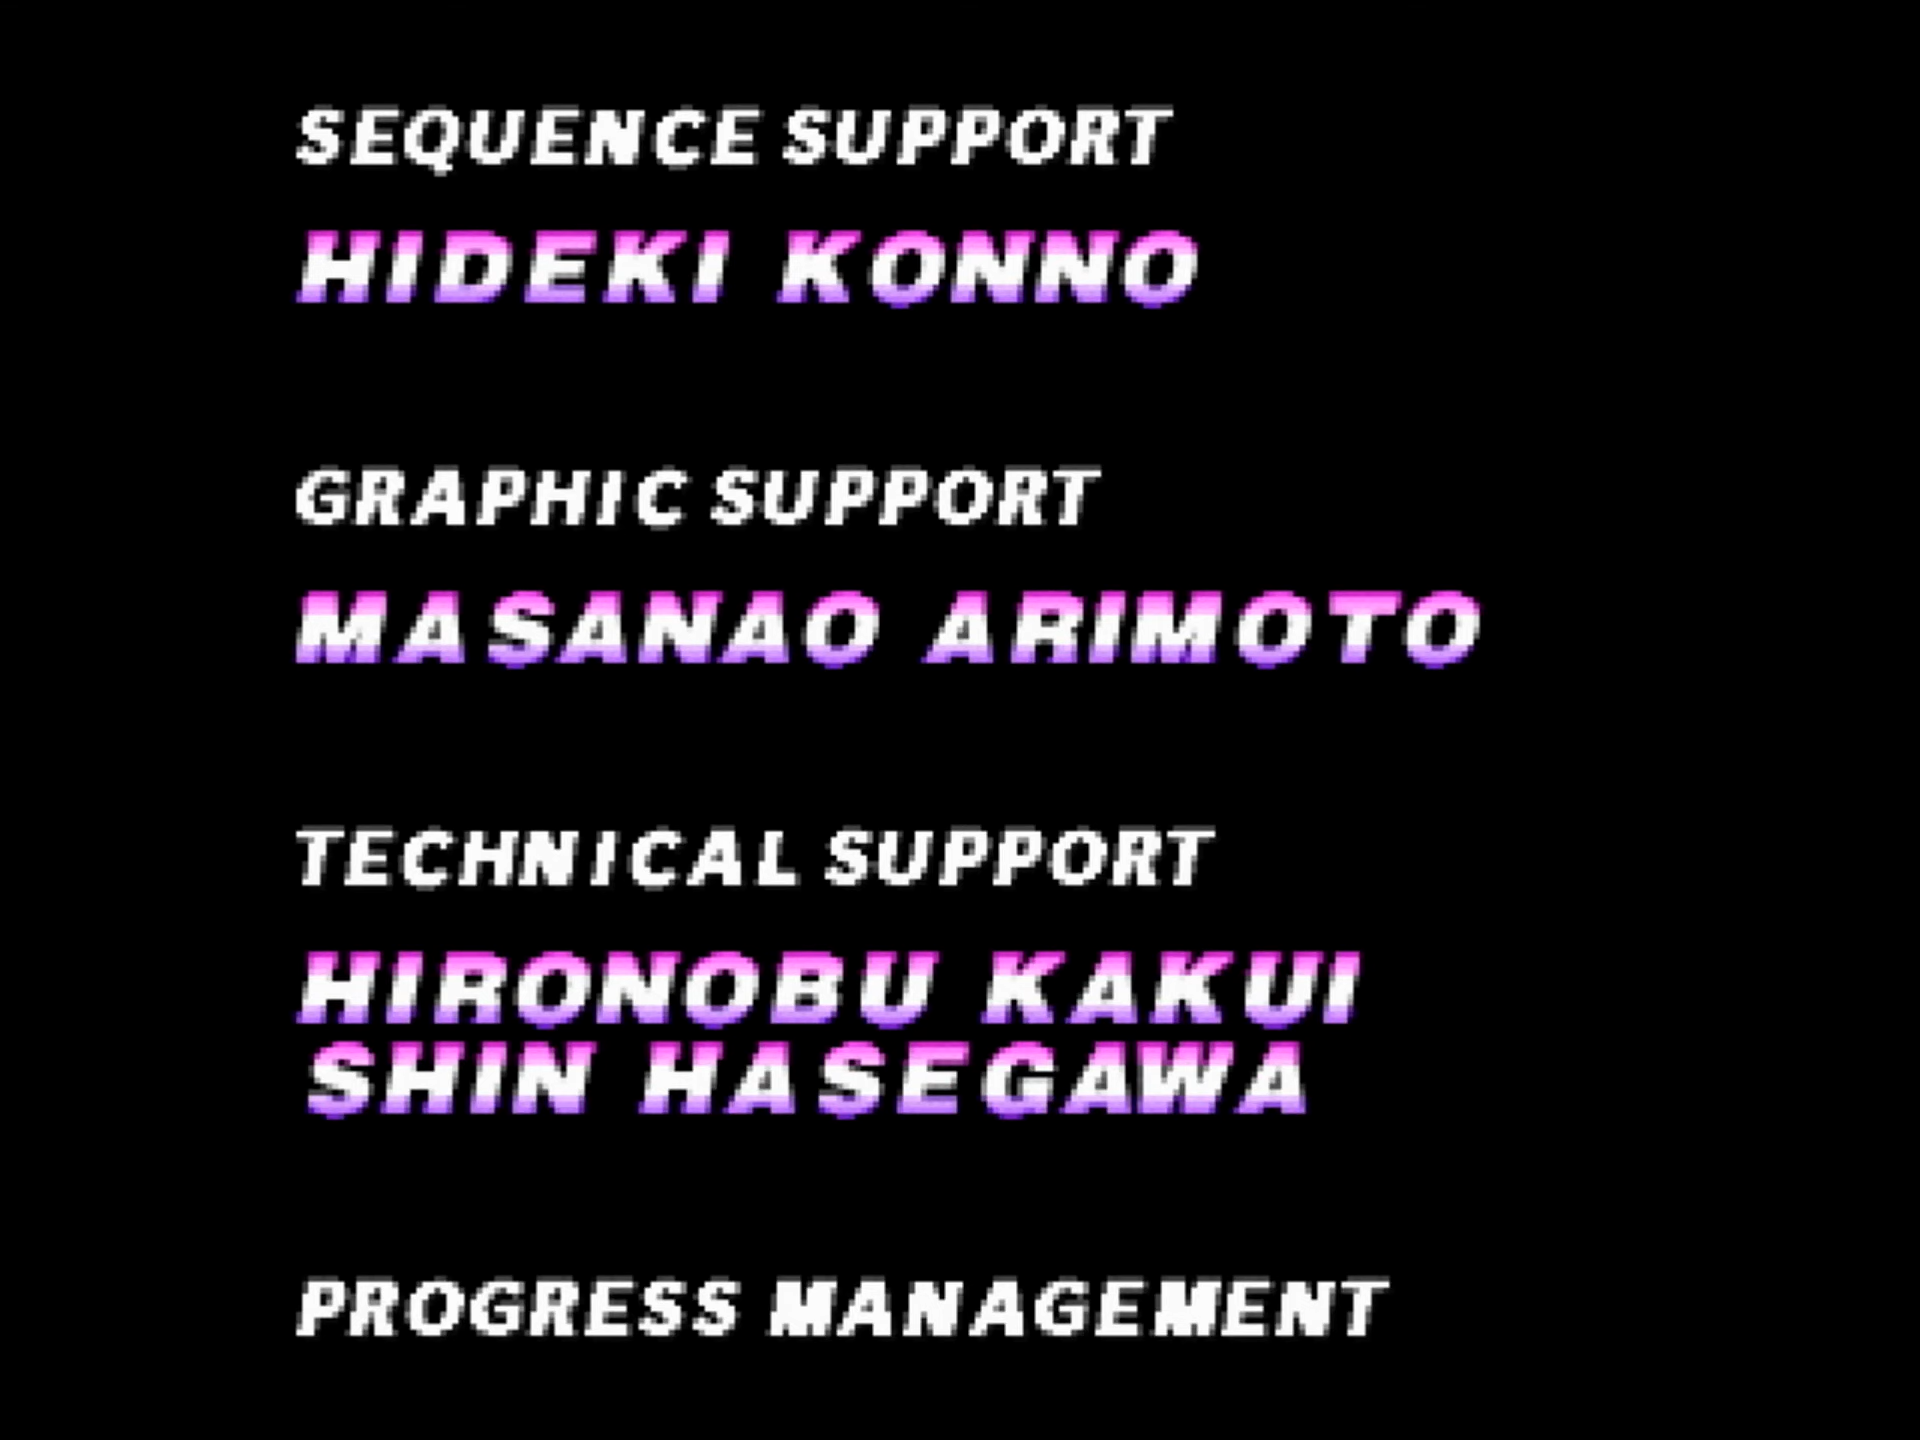 SEQUENCE SUPPORT
HIDEKI KONNO
GRAPHIC SUPPORT
MASANAO ARIMOTO
TECHNICAL SUPPORT
HIRONOBU KAKUI
SHIN HASEGAWA
PROGRESS MANAGEMENT